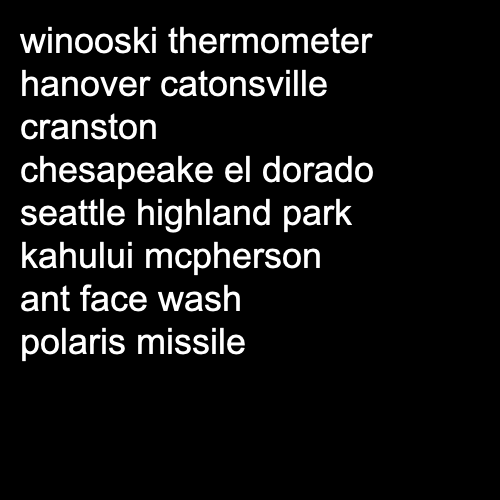 winooski thermometer
hanover catonsville
cranston
chesapeake el dorado
seattle highland park
kahului mcpherson
ant face wash
polaris missile